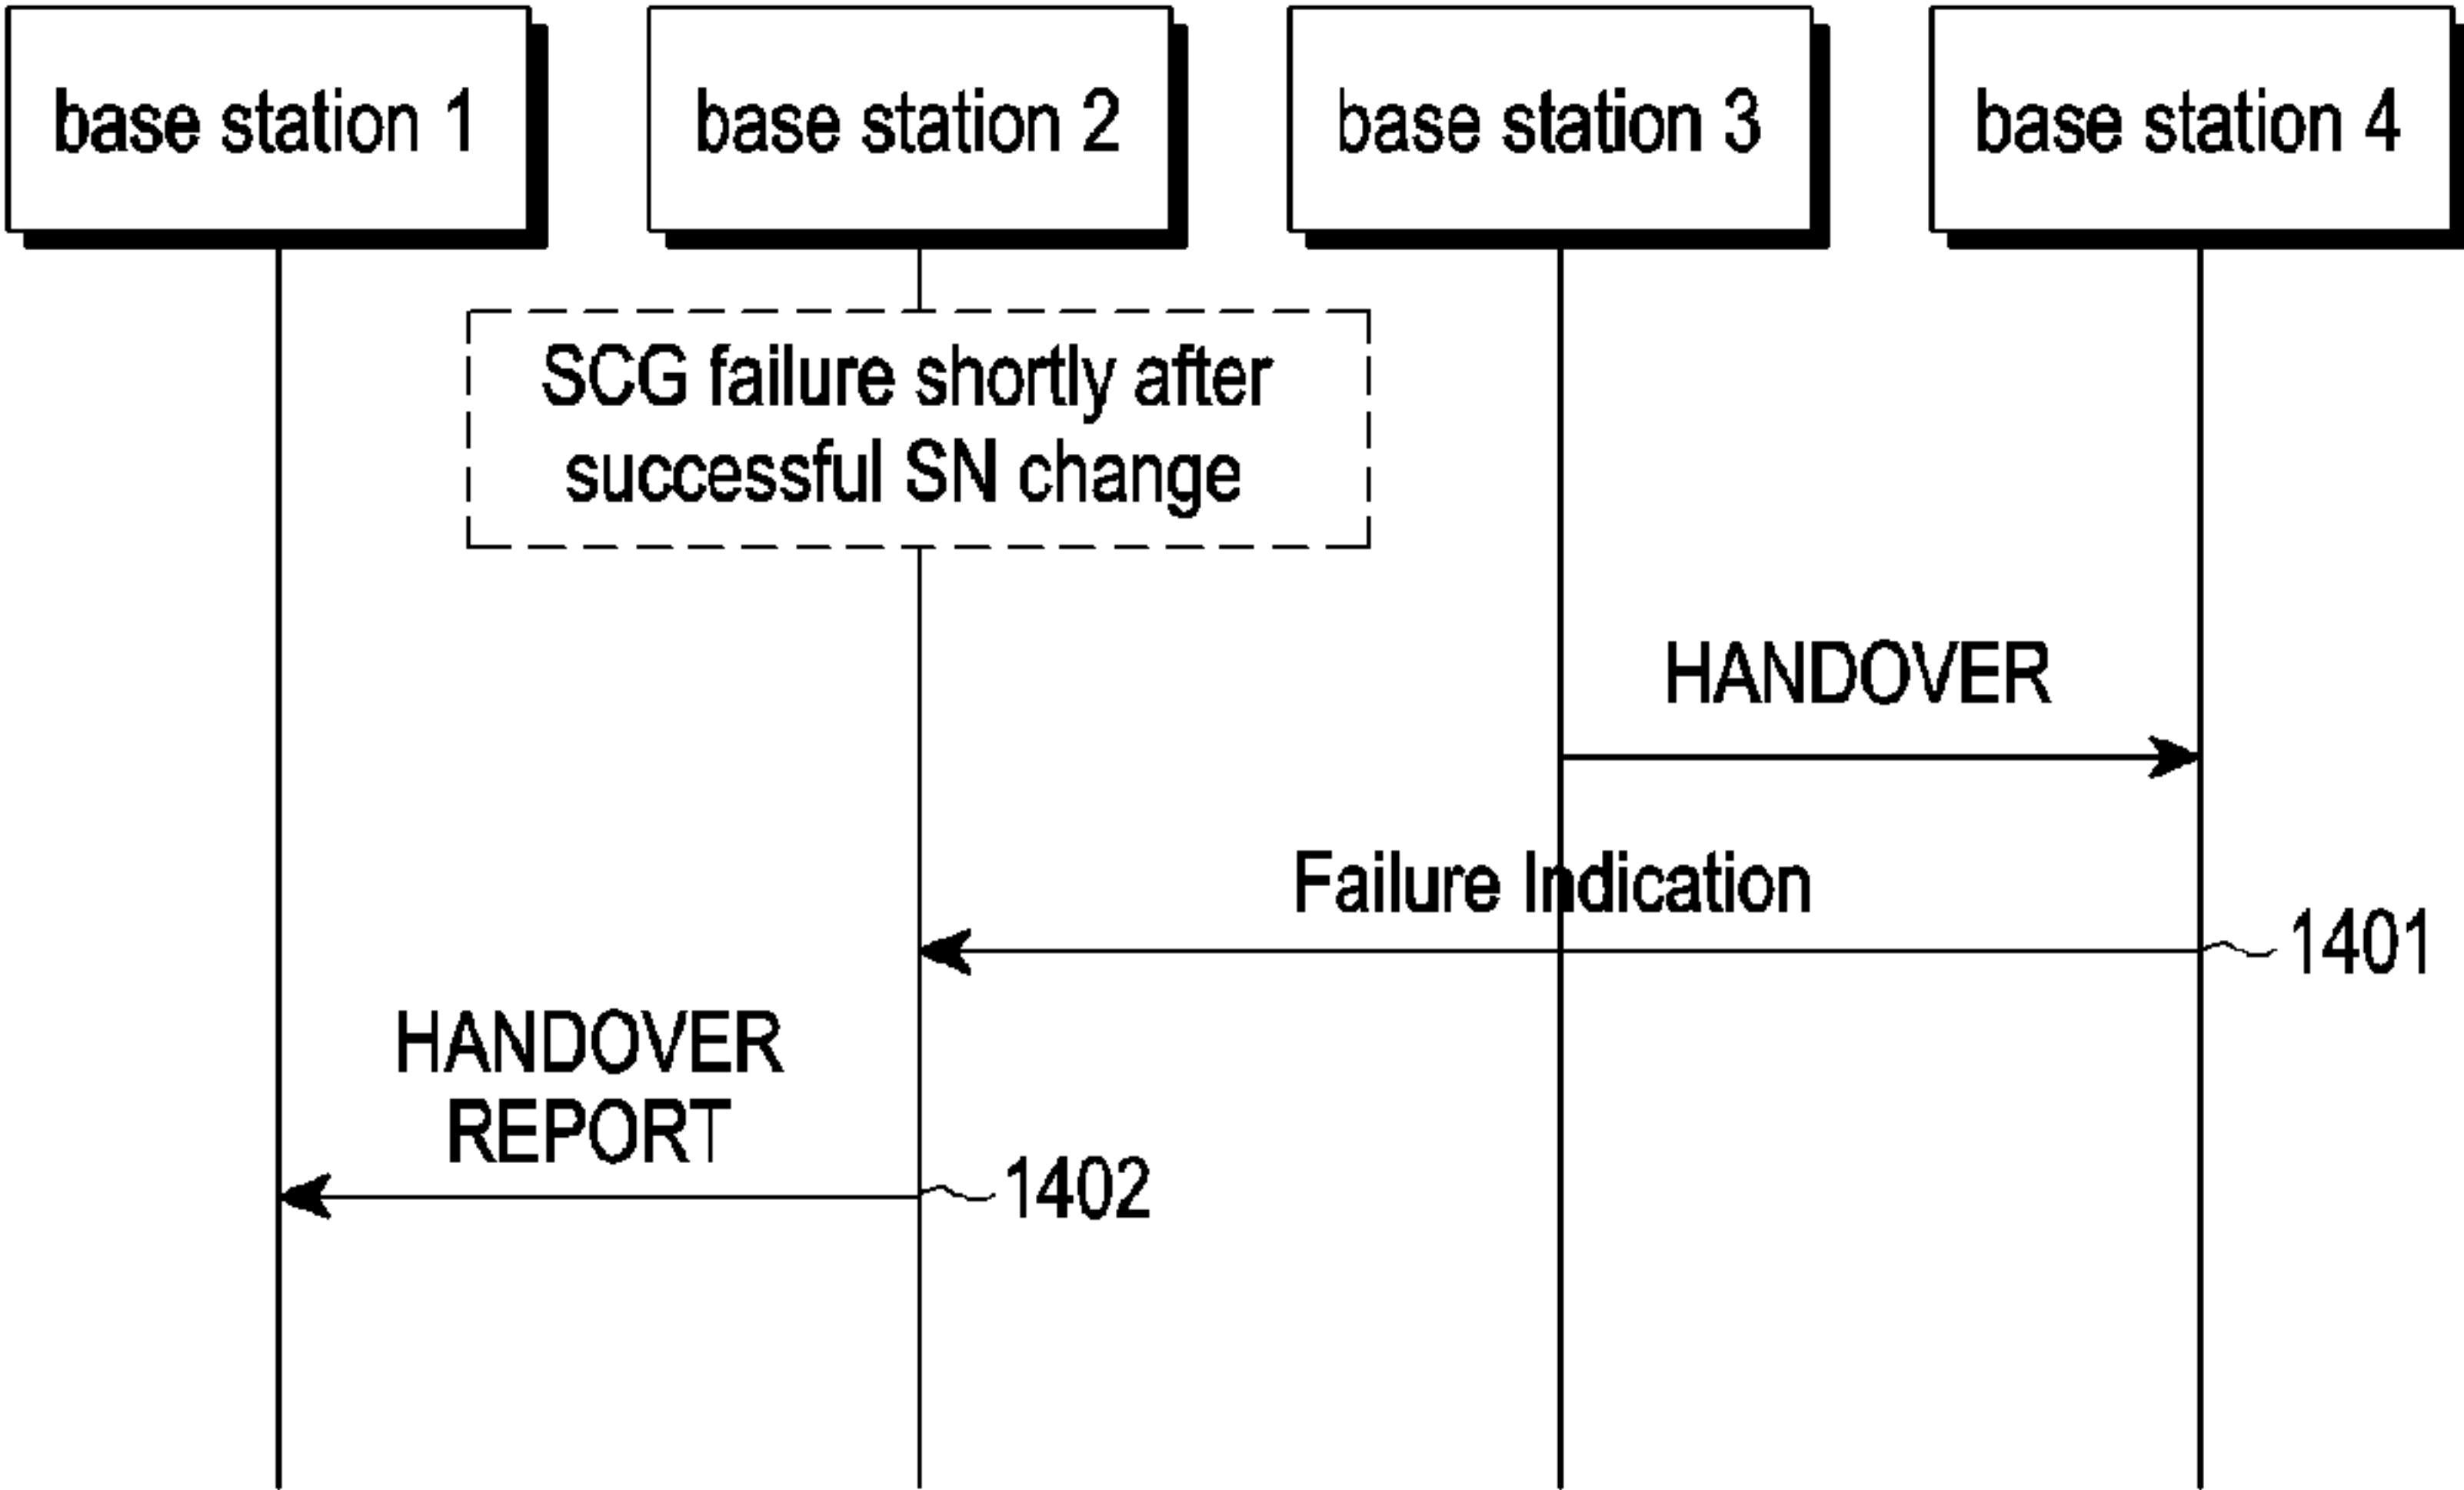 base station 1
base station 2
base station 3
base station 4
SCG failure shortly after
successful SN change
HANDOVER
Failure Indication
1401
HANDOVER
REPORT
1402